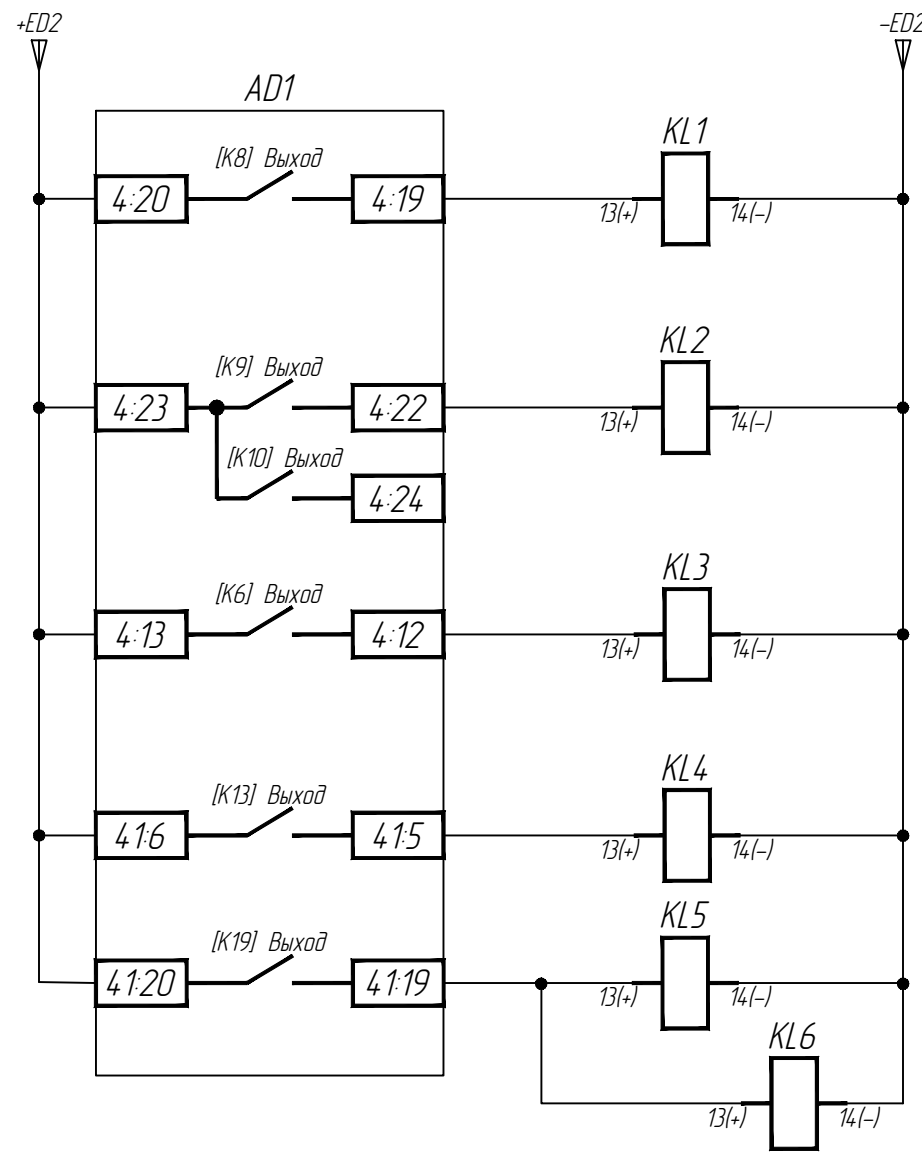 +ED2
–ED2
AD1
KL1
[K8] Выход
4:20
4:19
13(+)
14(–)
KL2
[K9] Выход
4:23
4:22
13(+)
14(–)
[K10] Выход
4:24
KL3
[K6] Выход
4:13
4:12
13(+)
14(–)
KL4
[K13] Выход
41:6
41:5
13(+)
14(–)
KL5
[K19] Выход
41:20
41:19
13(+)
14(–)
KL6
13(+)
14(–)